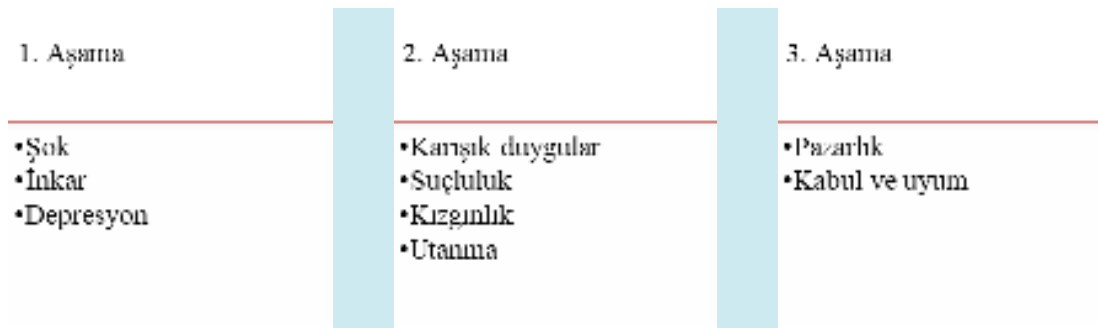 1. Aşama
•Şok
•İnkar
•Depresyon
2. Aşama
•Karışık duygular
•Suçluluk
•Kızgınlık
•Utanma
3. Aşama
•Pazarlık
•Kabul ve uyum